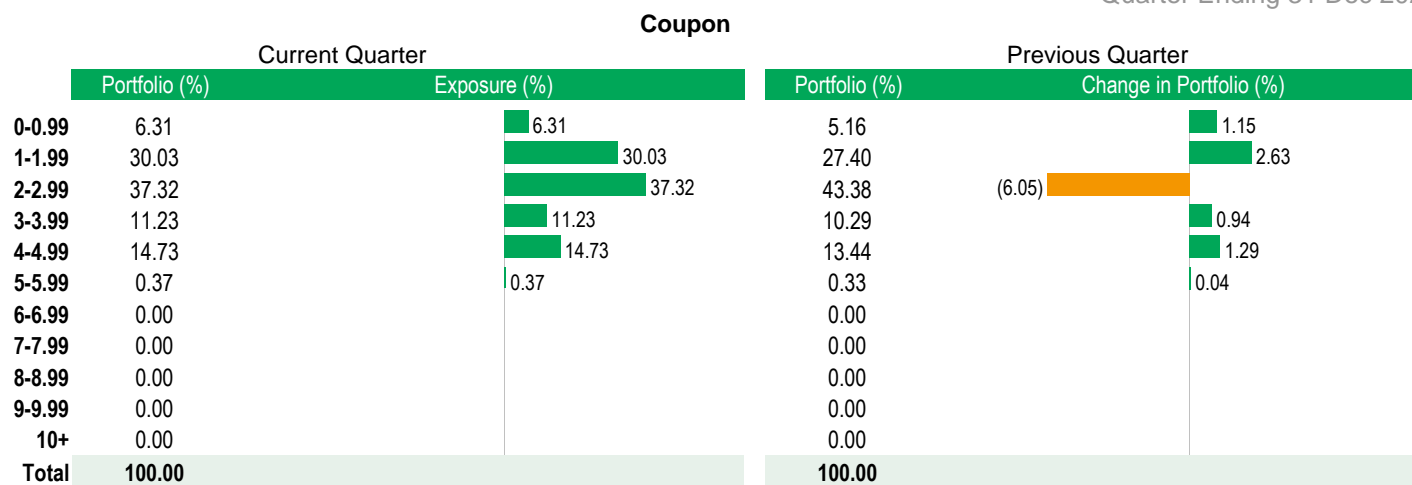 Coupon
Current Quarter Previous Quarter
Portfolio (%) Exposure (%) Portfolio (%) Change in Portfolio (%)
0-0.99 6.31 6.31 5.16 1.15
1-1.99 30.03 30.03 27.40 2.63
2-2.99 37.32 37.32 43.38 (6.05)
3-3.99 11.23 11.23 10.29 0.94
4-4.99 14.73 14.73 13.44 1.29
5-5.99 0.37 0.37 0.33 0.04
6-6.99 0.00 0.00
7-7.99 0.00 0.00
8-8.99 0.00 0.00
9-9.99 0.00 0.00
10+ 0.00 0.00
Total 100.00 100.00